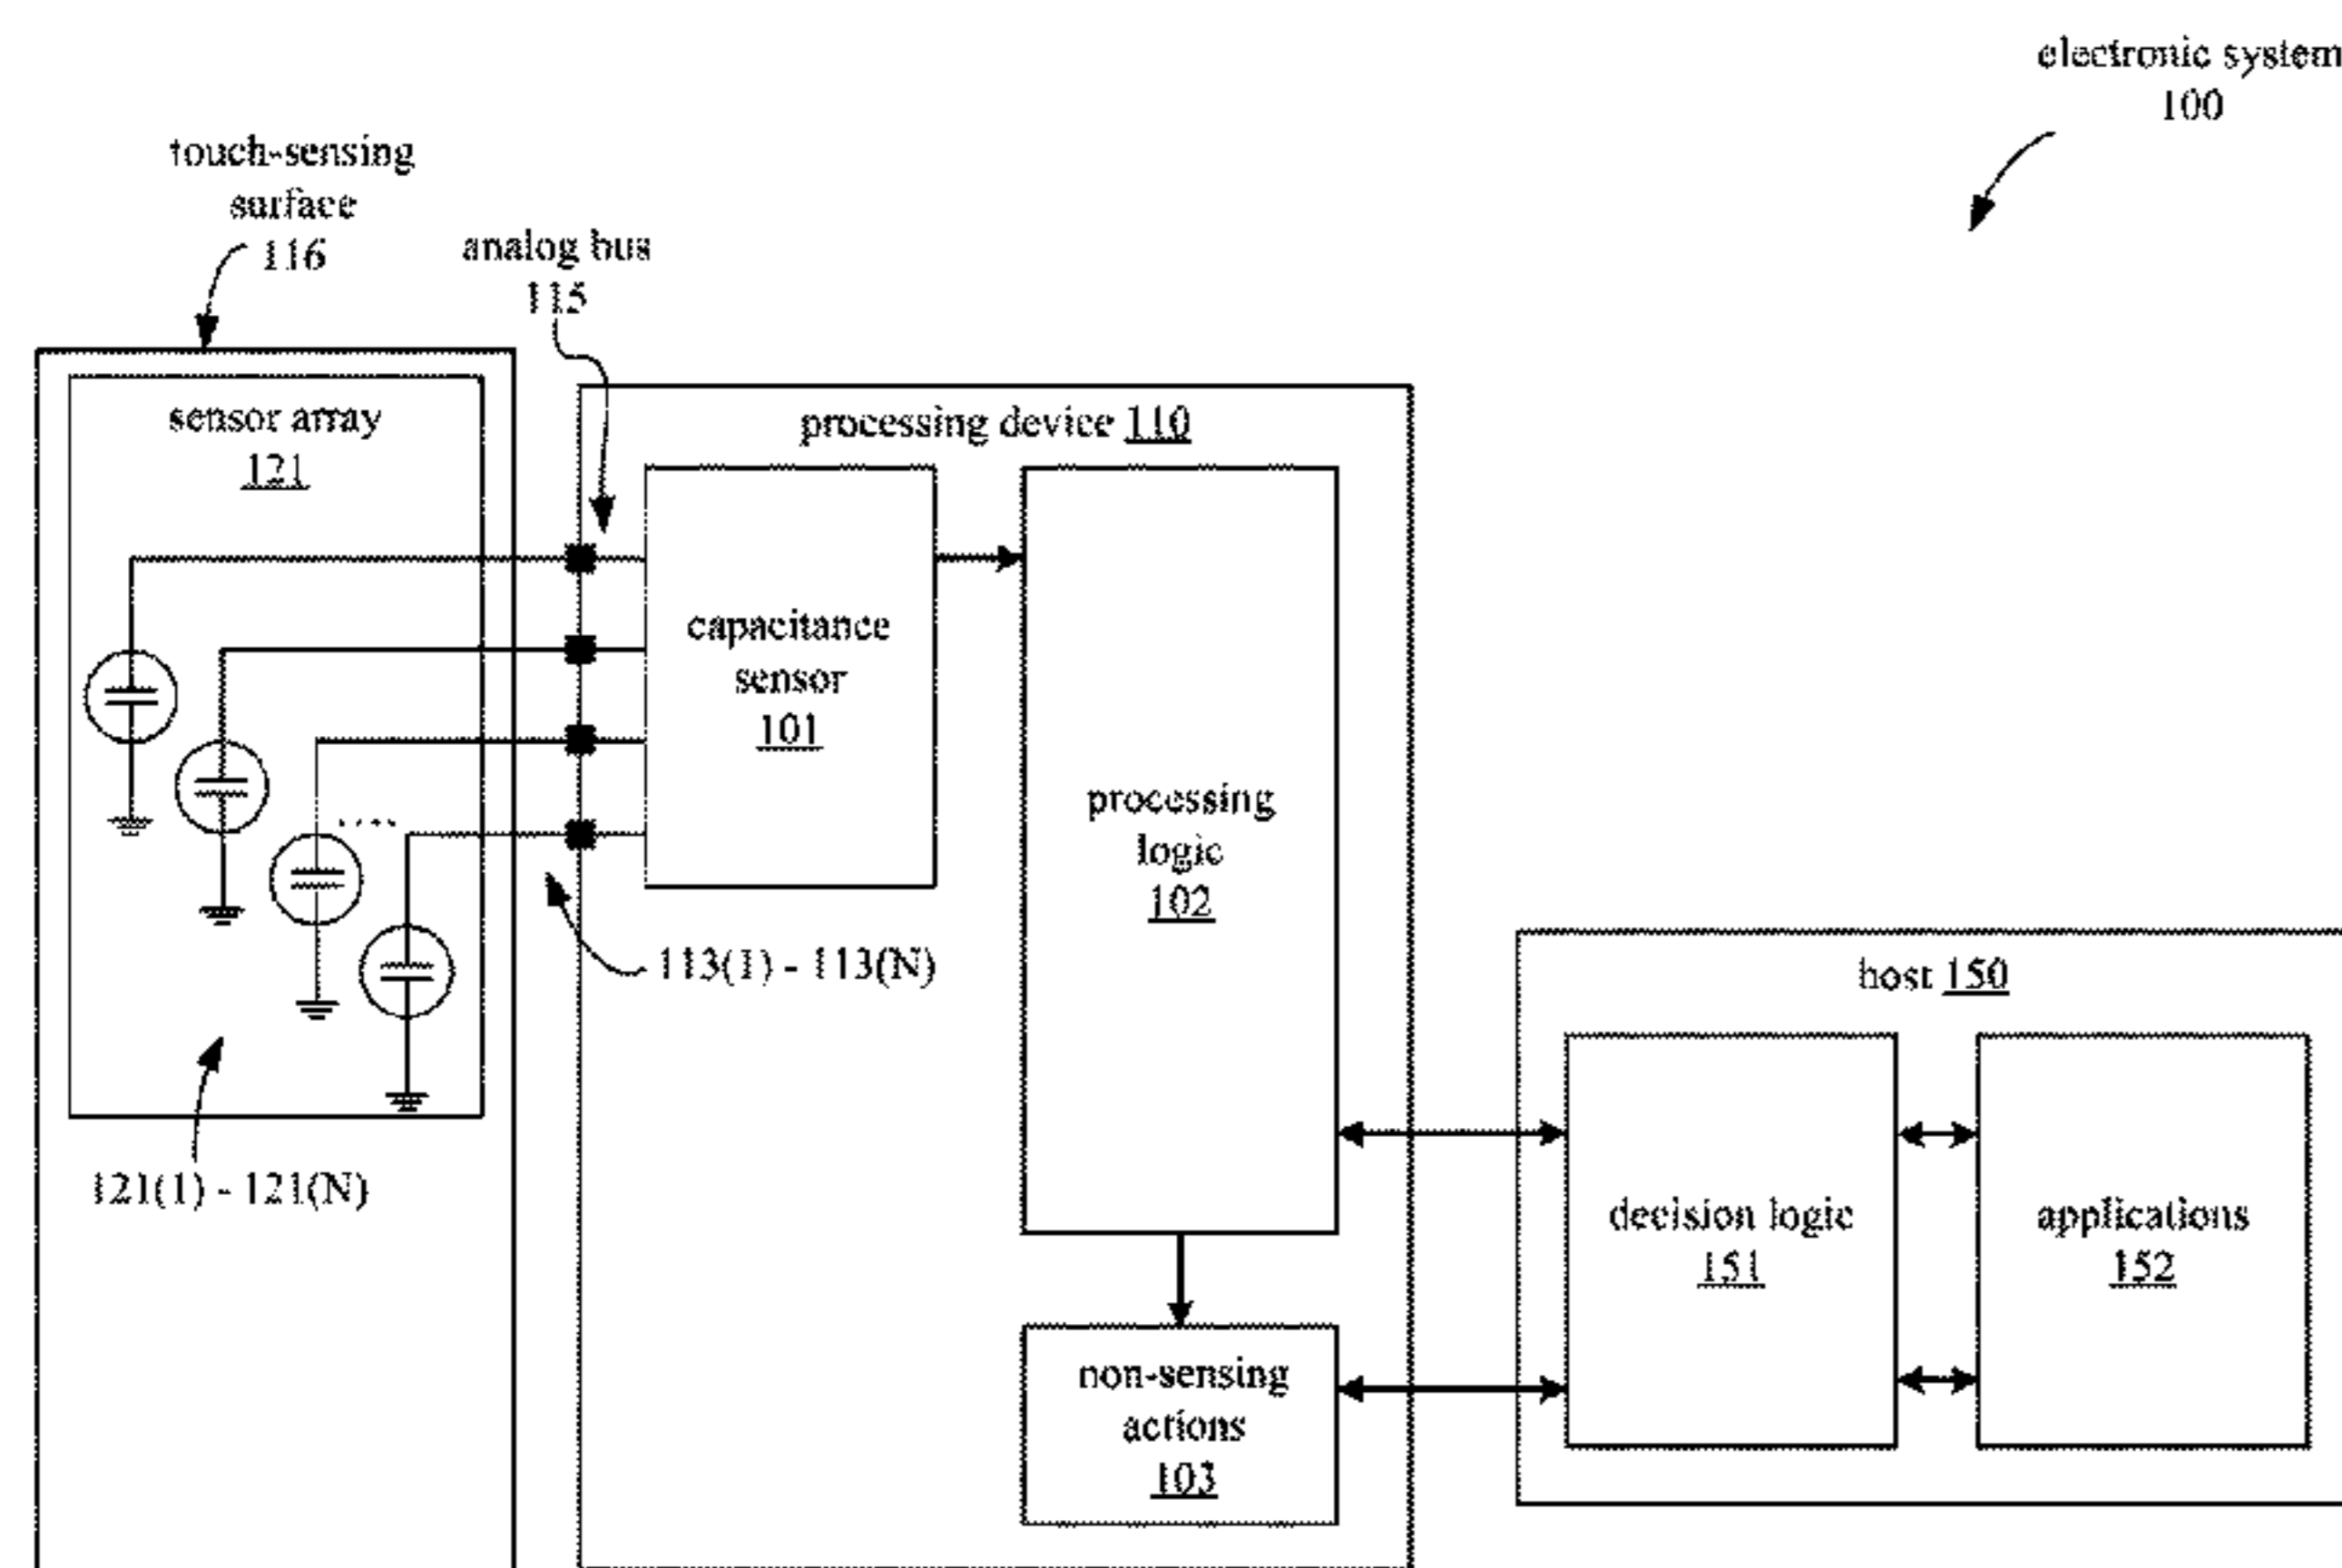 electronic system
100
touch-sensing
surface
116
analog bus
115
sensor array
121
processing device 110
capacitance
sensor
101
processing
logic
102
113(1) - 113(N)
121(1) - 121(N)
host 150
decision logic
151
applications
152
non-sensing
actions
103